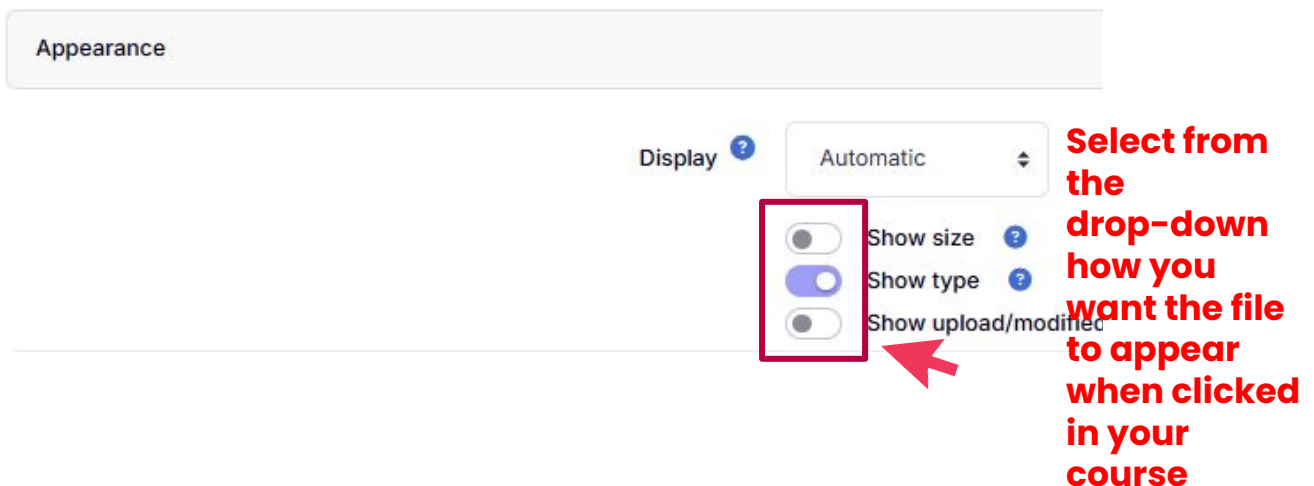 Appearance
Display ? Automatic
Show size ?
Show type ?
Show upload/modified
Select from
the
drop-down
how you
want the file
to appear
when clicked
in your
course